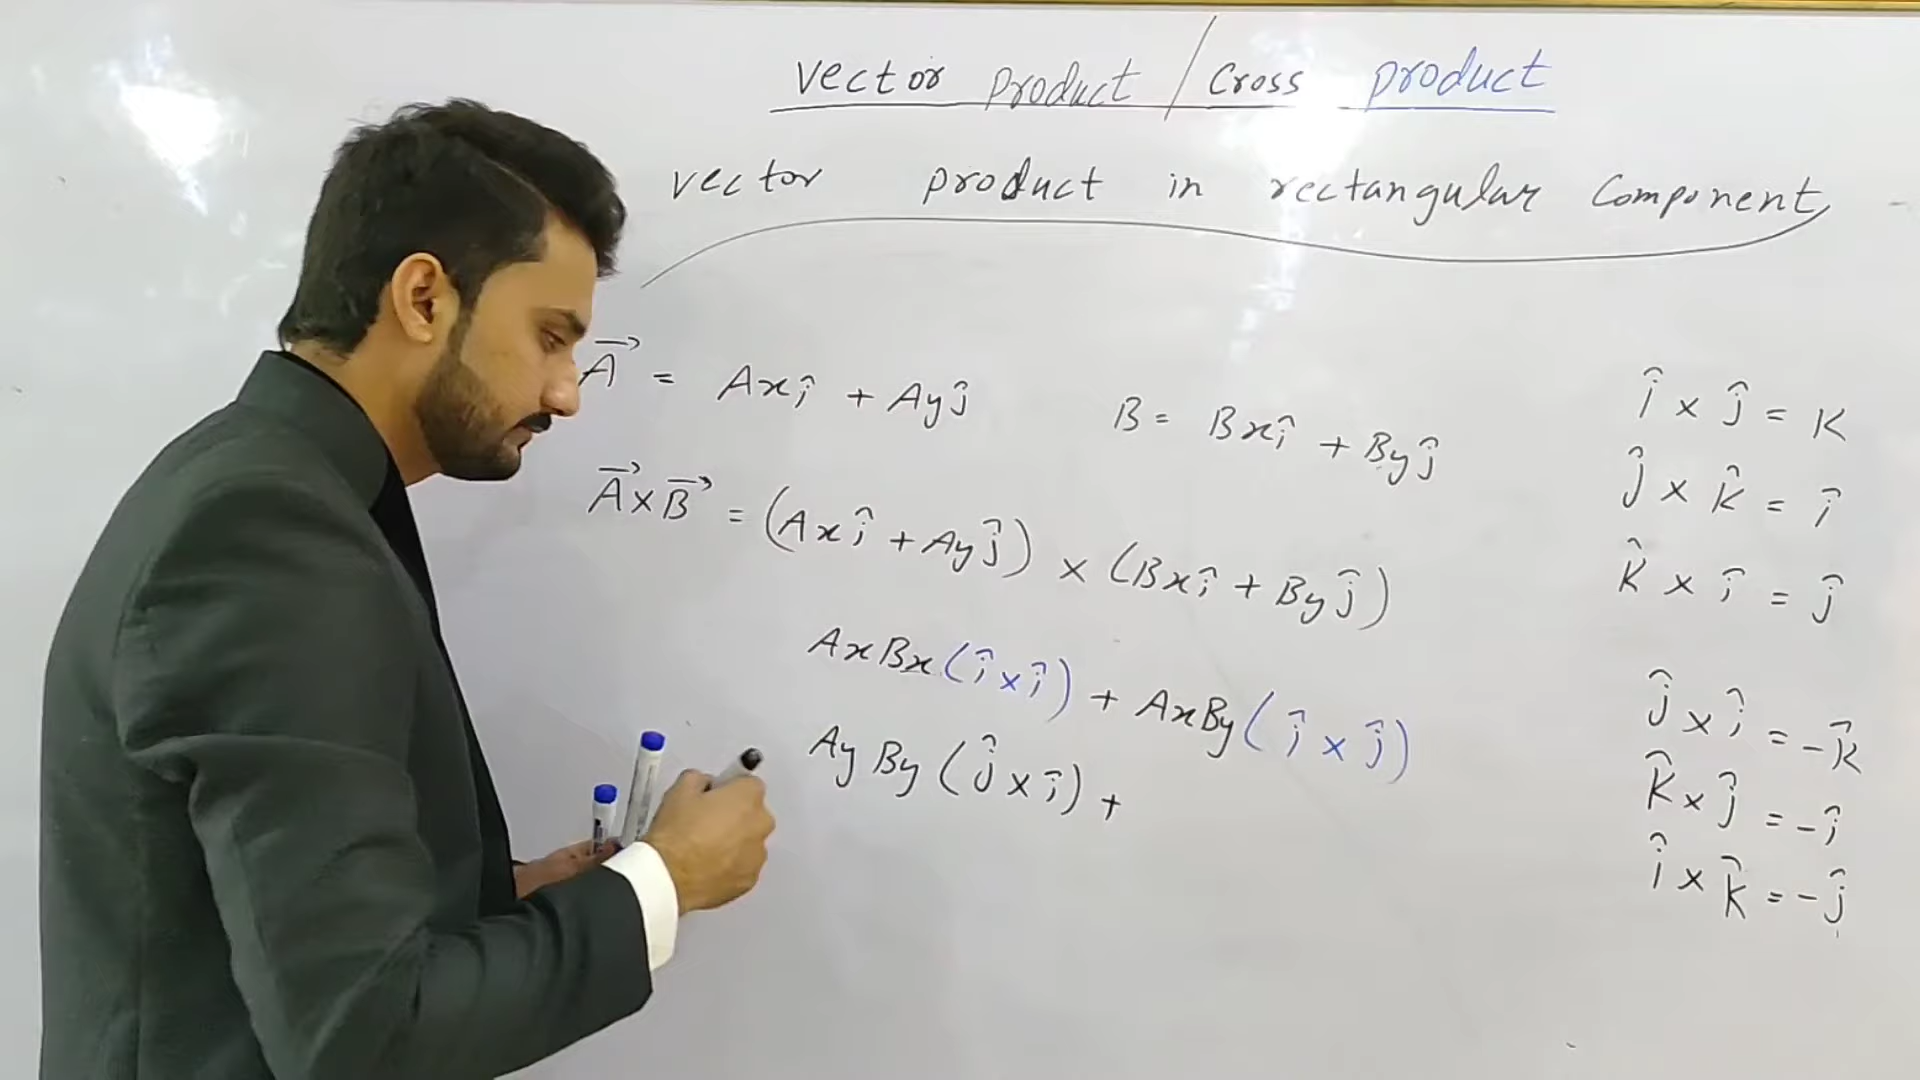 vector product / Cross product
vector product in rectangular Component
A⃗ = Axî + Ayĵ
B = Bxî + Byĵ
A⃗ x B⃗ = (Axî + Ayĵ) x (Bxî + Byĵ)
AxBx(î x î) + AxBy(î x ĵ)
AyBy(ĵ x î) +
î x ĵ = K
ĵ x K̂ = î
K̂ x î = ĵ
ĵ x î = -K̂
K̂ x ĵ = -î
î x K̂ = -ĵ